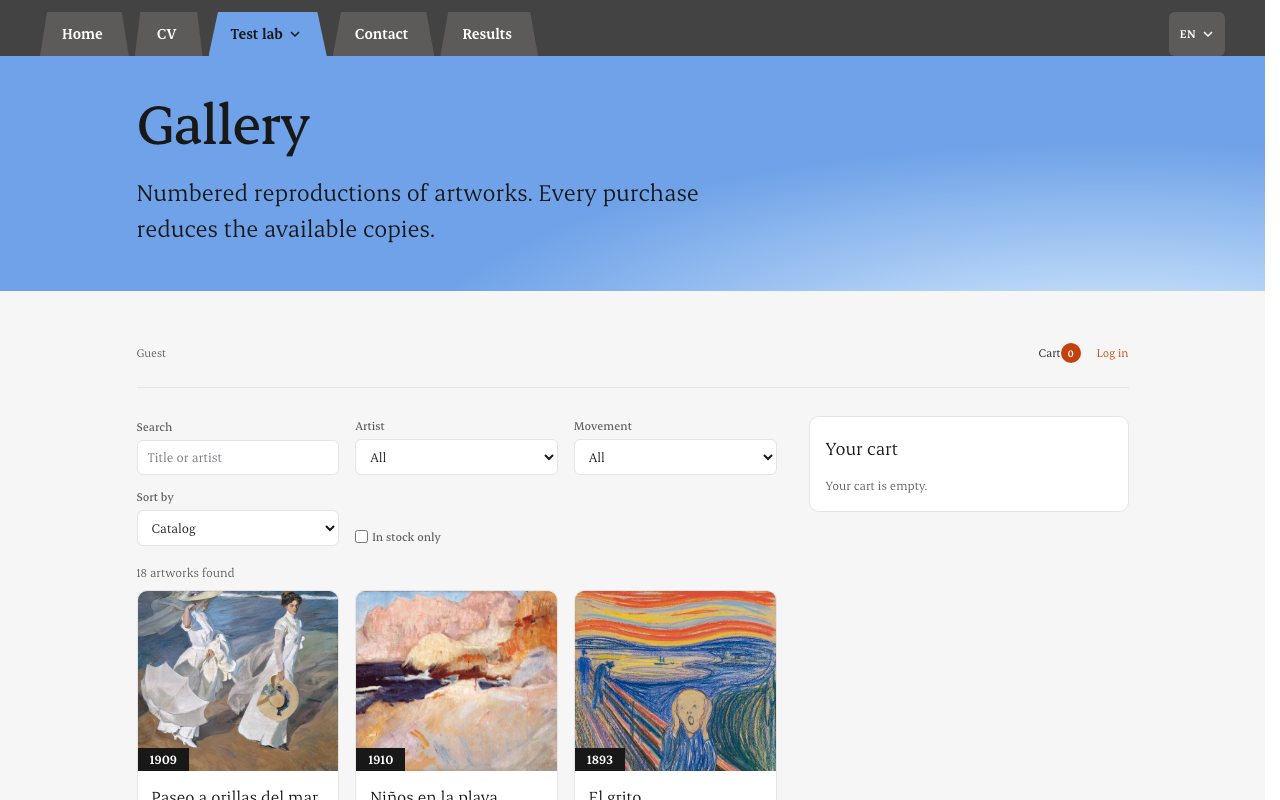 Home
CV
Test lab
Contact
Results
EN
Gallery
Numbered reproductions of artworks. Every purchase
reduces the available copies.
Guest
Cart 0
Log in
Search
Artist
Movement
Title or artist
All
All
Sort by
Catalog
In stock only
18 artworks found
Your cart
Your cart is empty.
1909
1910
1893
Paseo a orillas del mar
Niños en la playa
El grito